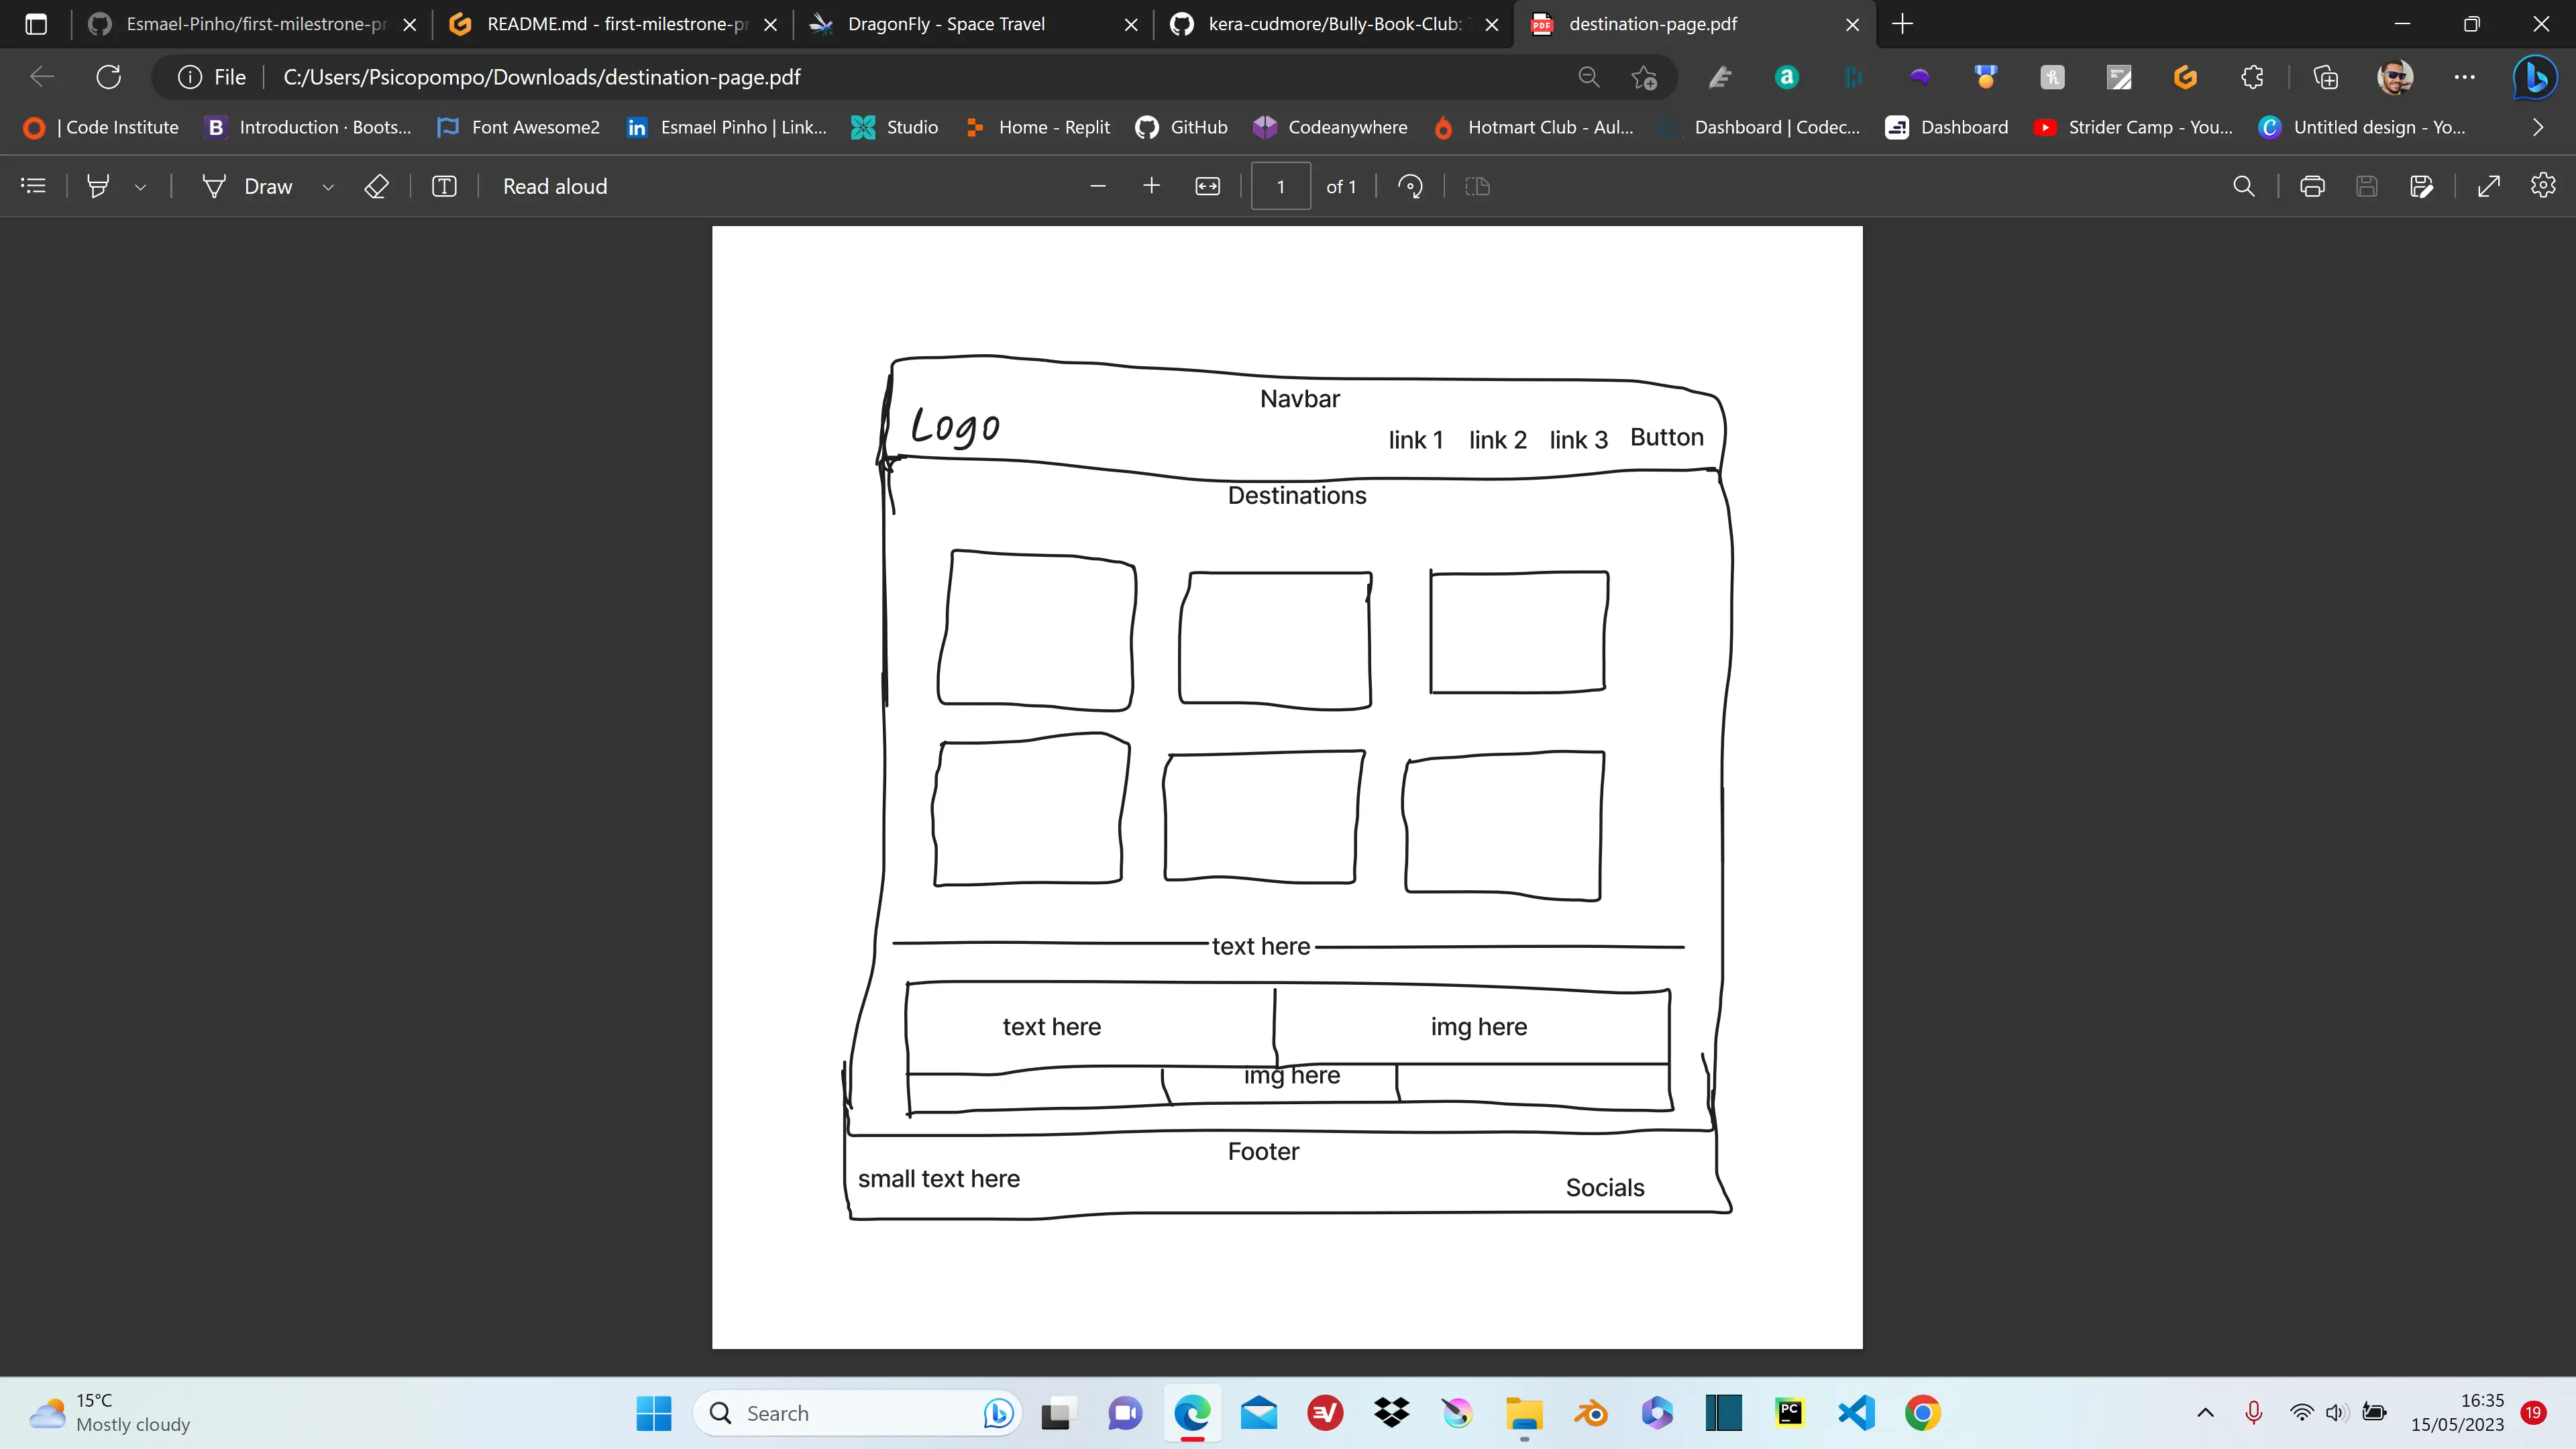 Esmael-Pinho/first-milestrone-pr
README.md - first-milestrone-pr
DragonFly - Space Travel
kera-cudmore/Bully-Book-Club:
destination-page.pdf
File
C:/Users/Psicopompo/Downloads/destination-page.pdf
| Code Institute
Introduction · Boots...
Font Awesome2
Esmael Pinho | Link...
Studio
Home - Replit
GitHub
Codeanywhere
Hotmart Club - Aul...
Dashboard | Codec...
Dashboard
Strider Camp - You...
Untitled design - Yo...
Draw
Read aloud
1
of 1
Navbar
Logo
link 1
link 2
link 3
Button
Destinations
text here
text here
img here
img here
Footer
small text here
Socials
15°C
Mostly cloudy
Search
16:35
15/05/2023
19